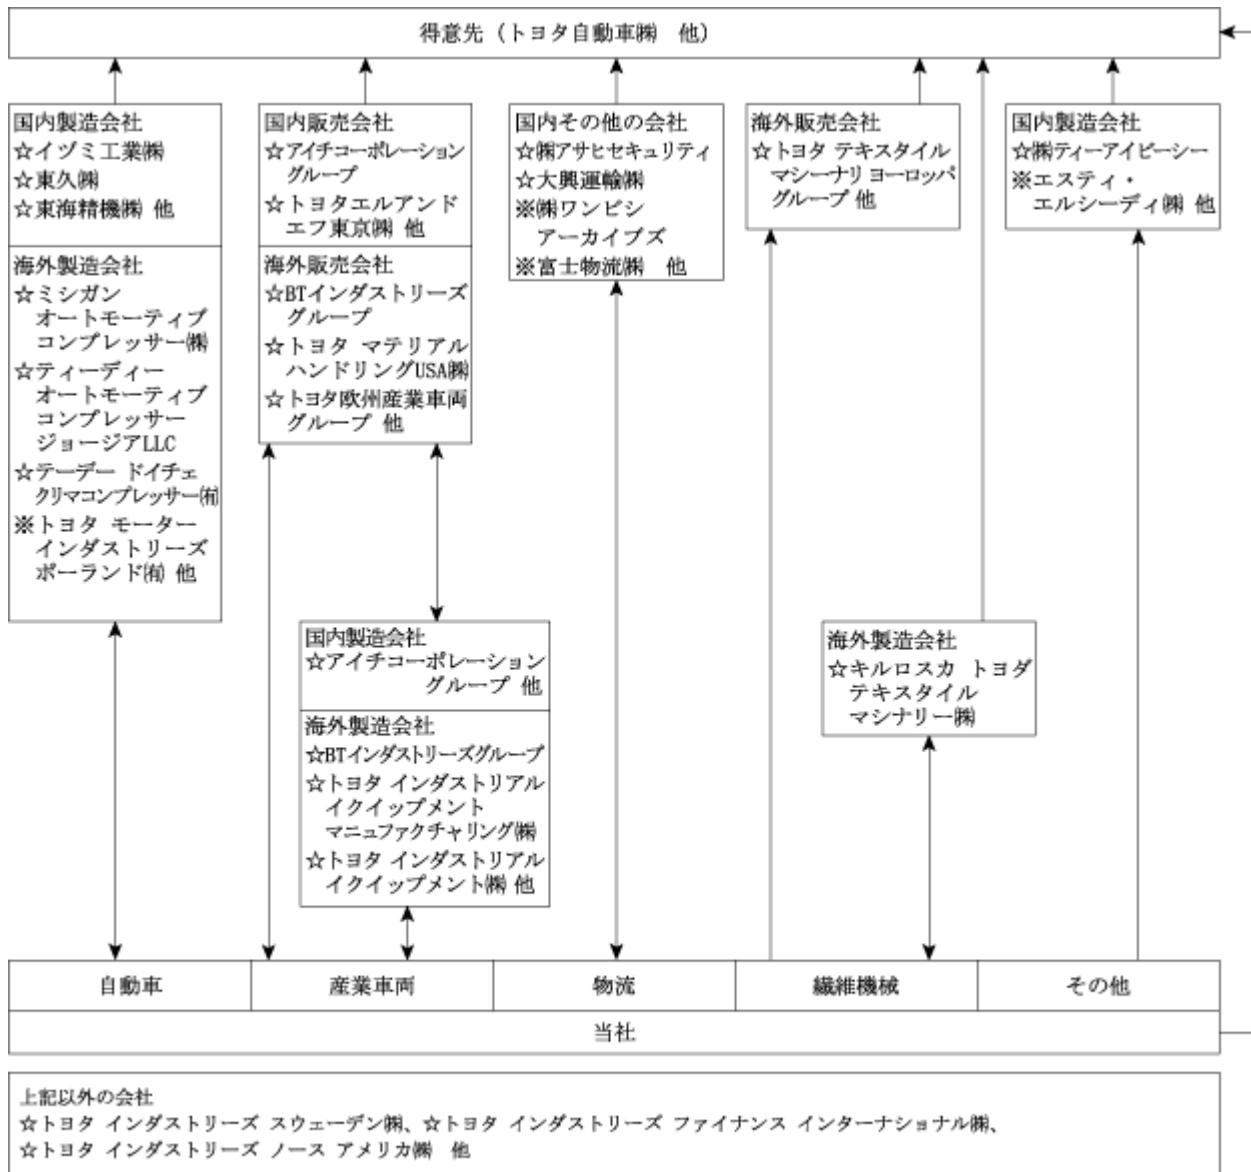 得意先（トヨタ自動車㈱　他）
国内製造会社
☆イヅミ工業㈱
☆東久㈱
☆東海精機㈱ 他
海外製造会社
☆ミシガン
オートモーティブ
コンプレッサー㈱
☆ティーディー
オートモーティブ
コンプレッサー
ジョージアLLC
☆テーデー ドイチェ
クリマコンプレッサー㈲
※トヨタ モーター
インダストリーズ
ポーランド㈲ 他
国内販売会社
☆アイチコーポレーション
グループ
☆トヨタエルアンド
エフ東京㈱ 他
海外販売会社
☆BTインダストリーズ
グループ
☆トヨタ マテリアル
ハンドリングUSA㈱
☆トヨタ欧州産業車両
グループ 他
国内製造会社
☆アイチコーポレーション
グループ 他
海外製造会社
☆BTインダストリーズグループ
☆トヨタ インダストリアル
イクイップメント
マニュファクチャリング㈱
☆トヨタ インダストリアル
イクイップメント㈱ 他
国内その他の会社
☆㈱アサヒセキュリティ
☆大興運輸㈱
※㈱ワンビシ
アーカイブズ
※富士物流㈱　他
海外販売会社
☆トヨタ テキスタイル
マシーナリ ヨーロッパ
グループ 他
海外製造会社
☆キルロスカ トヨダ
テキスタイル
マシナリー㈱
国内製造会社
☆㈱ティーアイビーシー
※エスティ・
エルシーディ㈱ 他
自動車
産業車両
物流
繊維機械
その他
当社
上記以外の会社
☆トヨタ インダストリーズ スウェーデン㈱、☆トヨタ インダストリーズ ファイナンス インターナショナル㈱、
☆トヨタ インダストリーズ ノース アメリカ㈱　他